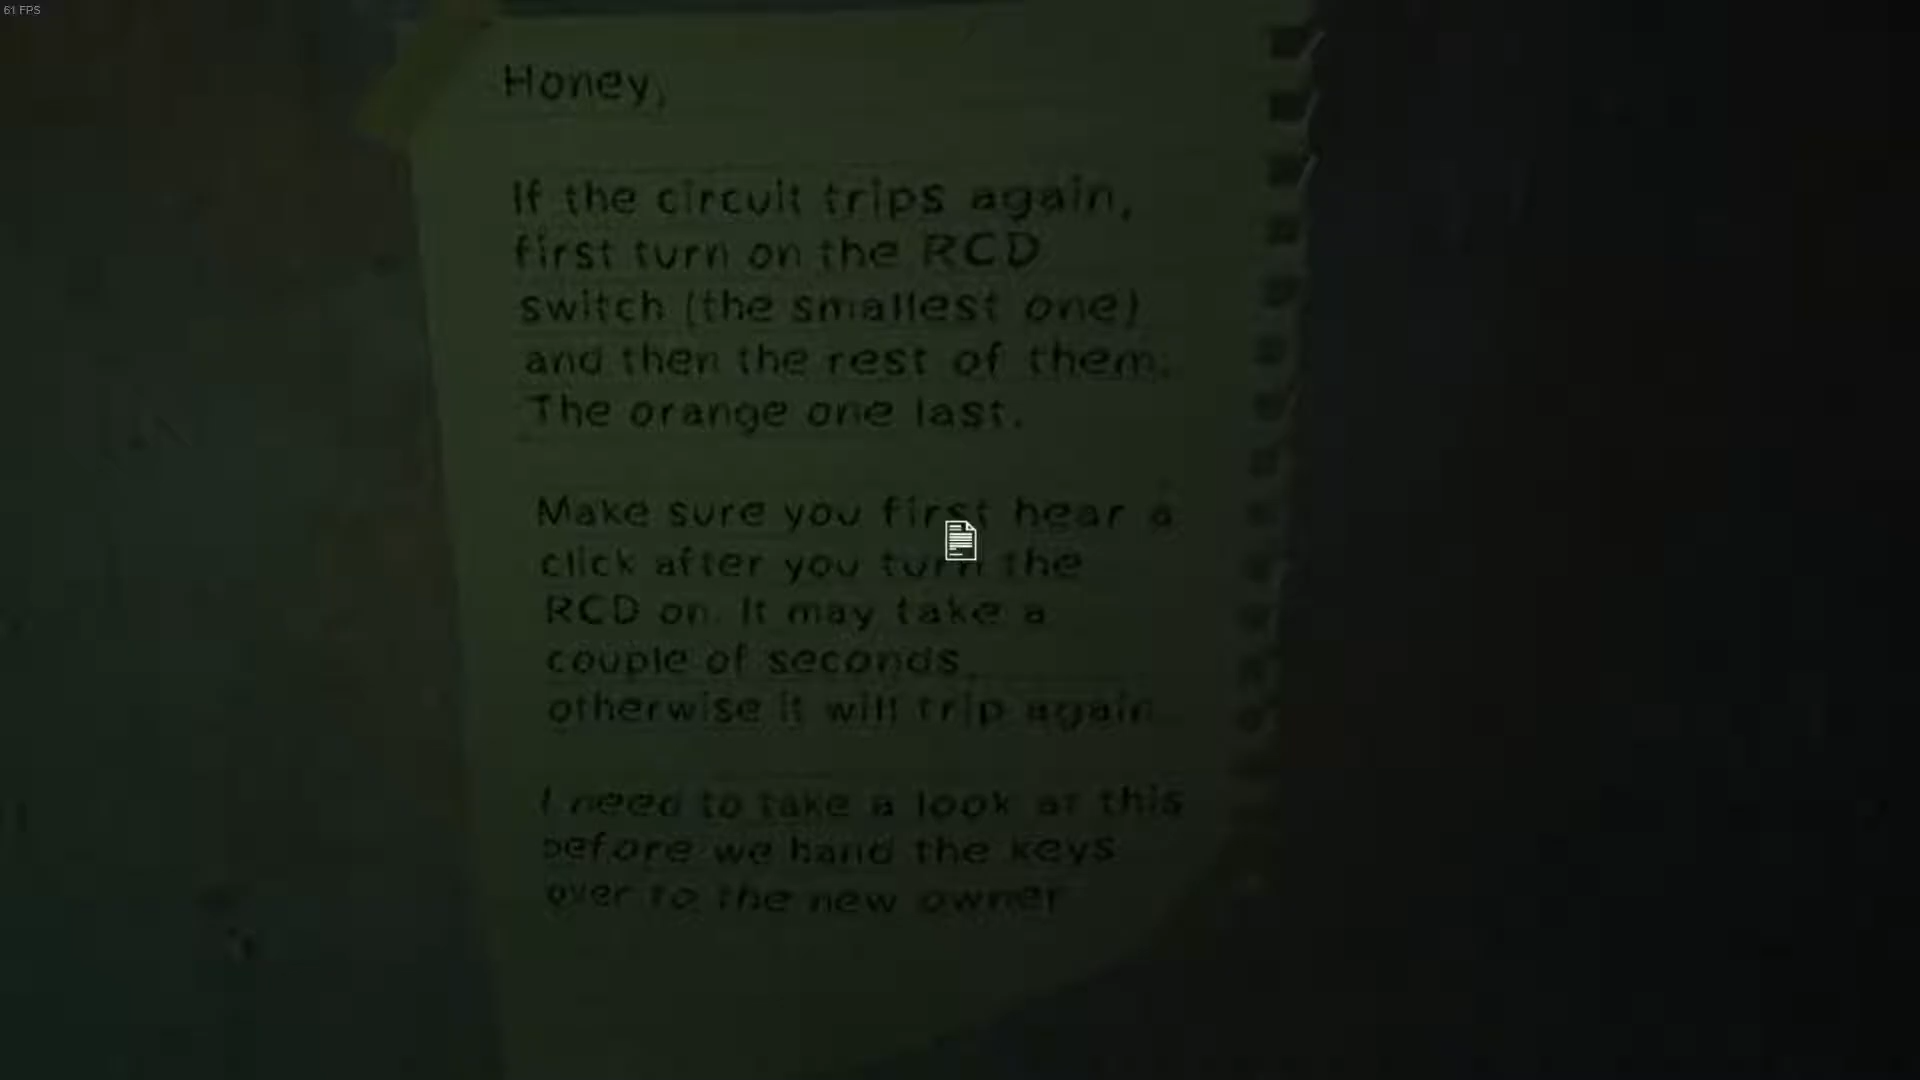 61 FPS
Honey,
If the circuit trips again,
first turn on the RCD
switch (the smallest one)
and then the rest of them.
The orange one last.
Make sure you first hear a
click after you turn the
RCD on. It may take a
couple of seconds,
otherwise it will trip again.
I need to take a look at this
before we hand the keys
over to the new owner